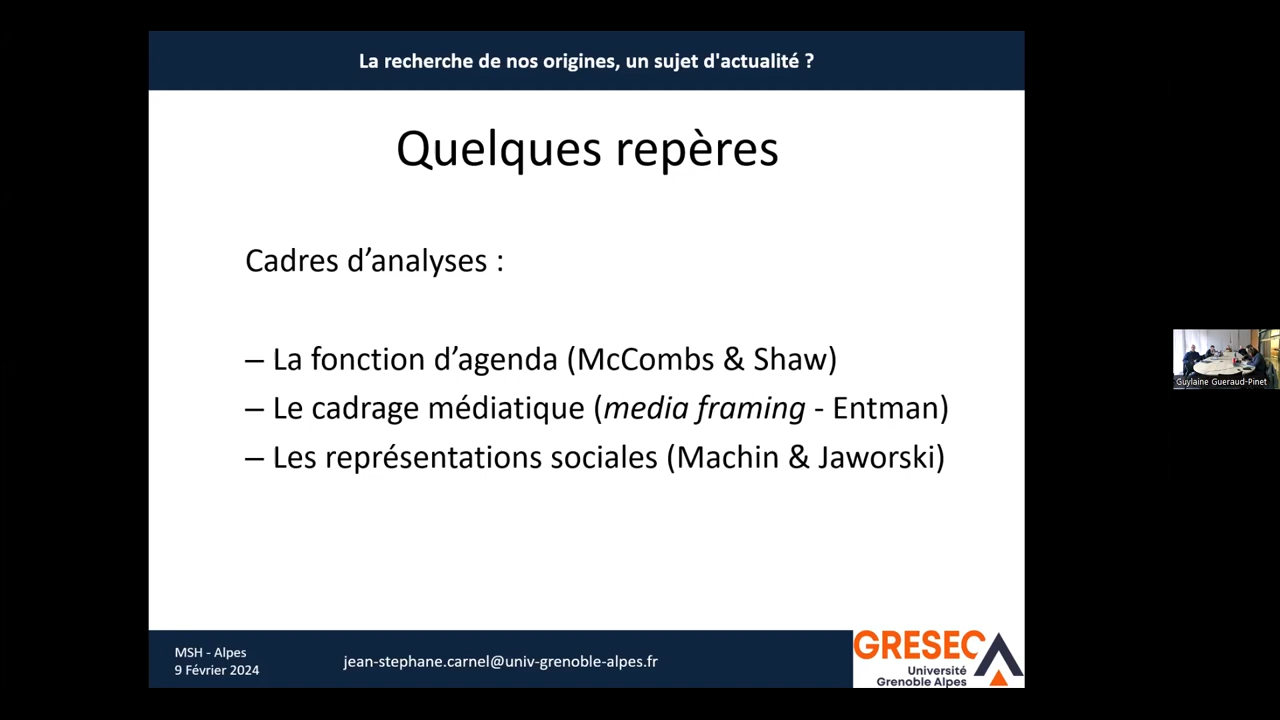 La recherche de nos origines, un sujet d'actualité ?
Quelques repères
Cadres d’analyses :
– La fonction d’agenda (McCombs & Shaw)
– Le cadrage médiatique (media framing - Entman)
– Les représentations sociales (Machin & Jaworski)
Guylaine Gueraud-Pinet
MSH - Alpes
9 Février 2024
jean-stephane.carnel@univ-grenoble-alpes.fr
GRESEC
Université
Grenoble Alpes